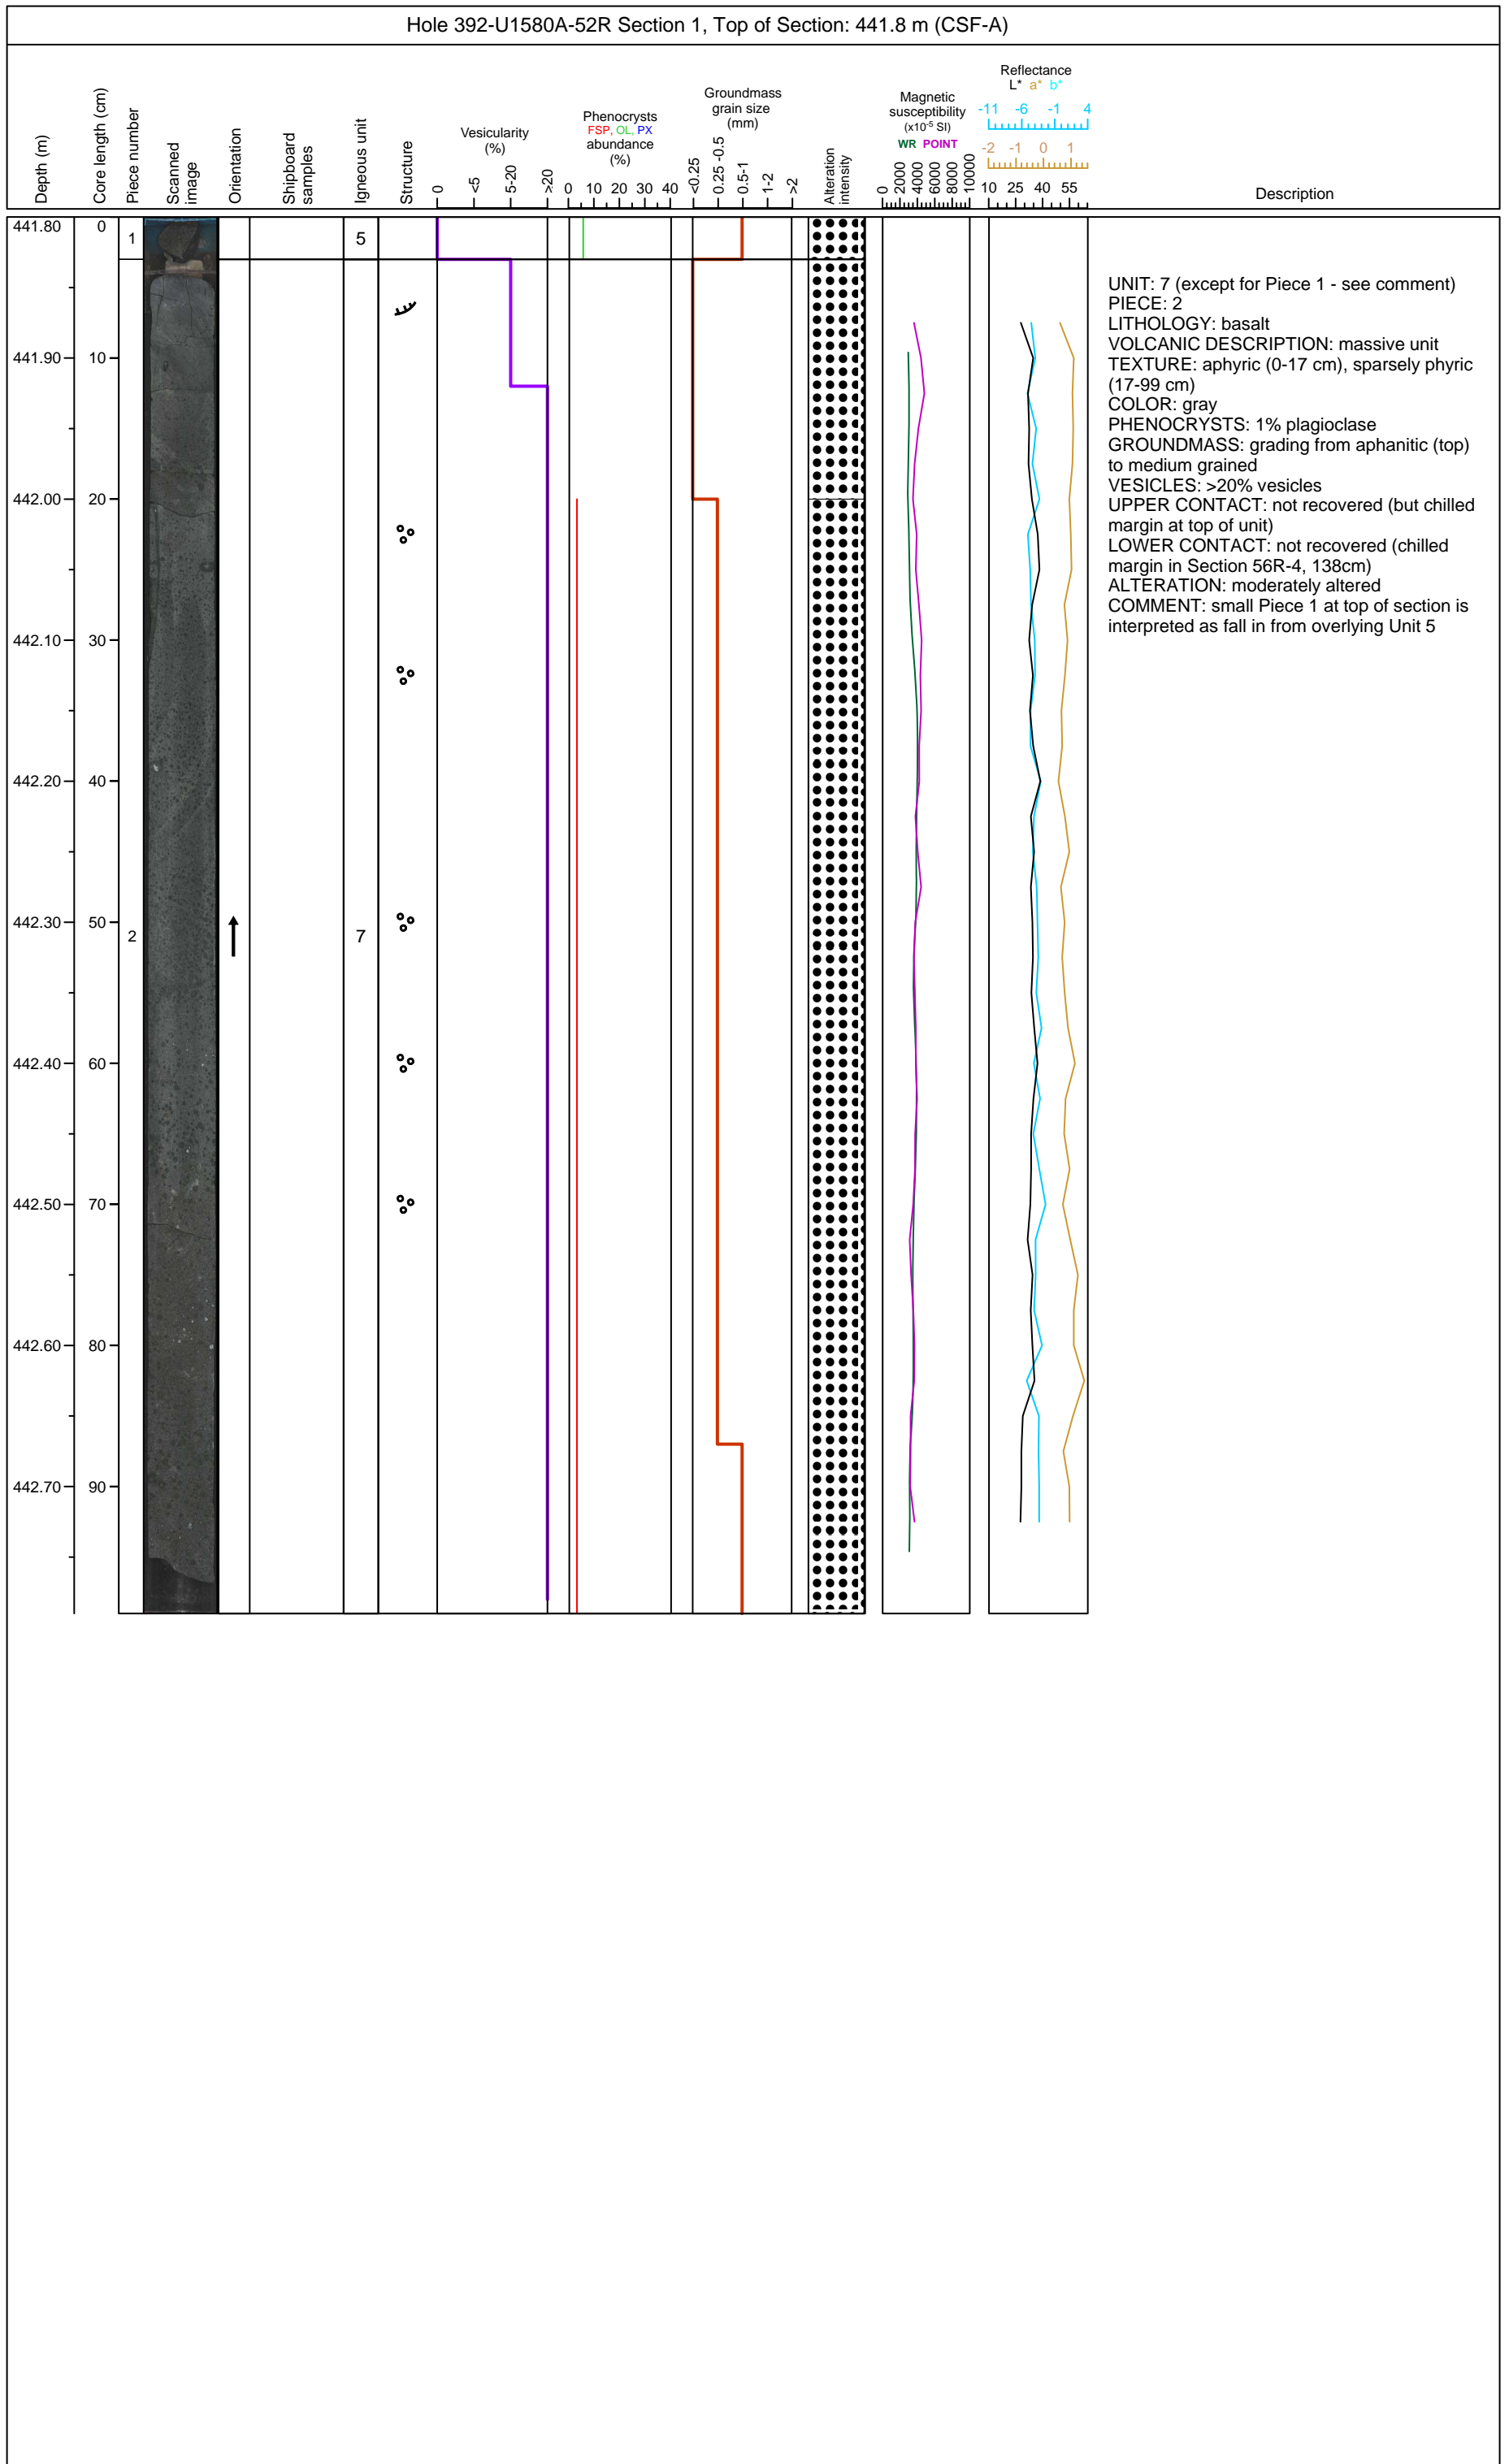 Hole 392-U1580A-52R Section 1, Top of Section: 441.8 m (CSF-A)
Depth (m)
Core length (cm)
Piece number
Scanned
image
Orientation
Shipboard
samples
Igneous unit
Structure
Vesicularity
(%)
0
<5
5-20
>20
Phenocrysts
FSP, OL, PX
abundance
(%)
0 10 20 30 40
Groundmass
grain size
(mm)
<0.25
0.25 -0.5
0.5-1
1-2
>2
Alteration
intensity
Magnetic
susceptibility
(x10⁻⁵ SI)
WR POINT
0
2000
4000
6000
8000
10000
Reflectance
L* a* b*
-11 -6 -1 4
-2 -1 0 1
10 25 40 55
Description
441.80 0
1
5
441.90 10
442.00 20
442.10 30
442.20 40
442.30 50
2
7
442.40 60
442.50 70
442.60 80
442.70 90
UNIT: 7 (except for Piece 1 - see comment)
PIECE: 2
LITHOLOGY: basalt
VOLCANIC DESCRIPTION: massive unit
TEXTURE: aphyric (0-17 cm), sparsely phyric
(17-99 cm)
COLOR: gray
PHENOCRYSTS: 1% plagioclase
GROUNDMASS: grading from aphanitic (top)
to medium grained
VESICLES: >20% vesicles
UPPER CONTACT: not recovered (but chilled
margin at top of unit)
LOWER CONTACT: not recovered (chilled
margin in Section 56R-4, 138cm)
ALTERATION: moderately altered
COMMENT: small Piece 1 at top of section is
interpreted as fall in from overlying Unit 5